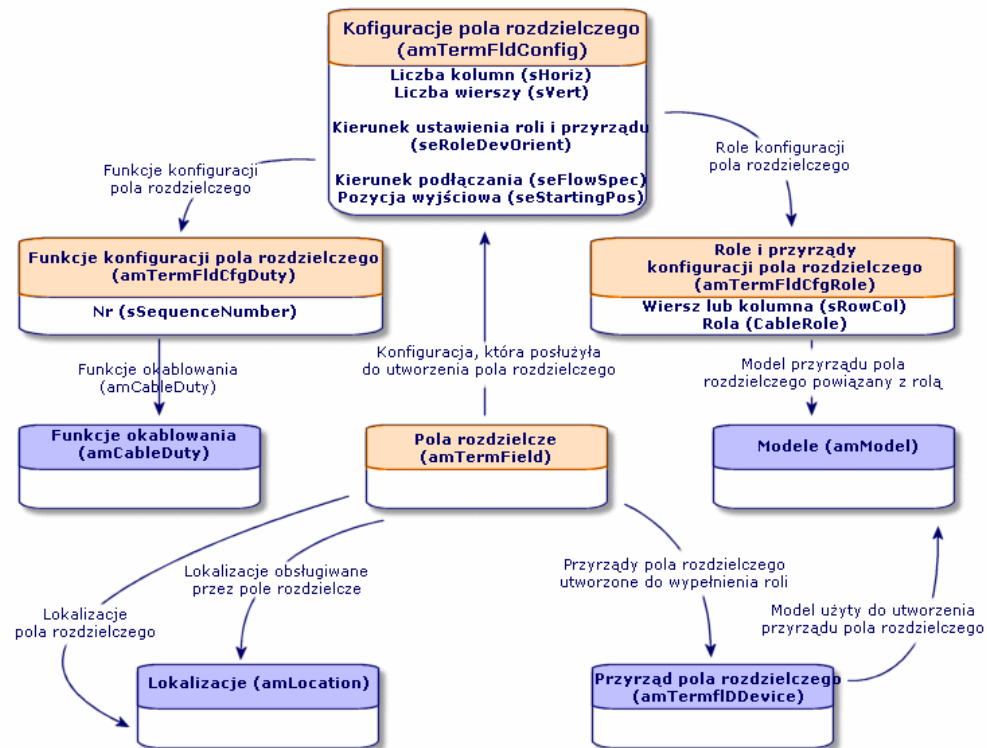 Kofiguracje pola rozdzielczego
(amTermFldConfig)
Liczba kolumn (sHoriz)
Liczba wierszy (sVert)
Kierunek ustawienia roli i przyrządu
(seRoleDevOrient)
Kierunek podłączania (seFlowSpec)
Pozycja wyjściowa (seStartingPos)
Funkcje konfiguracji
pola rozdzielczego
Role konfiguracji
pola rozdzielczego
Funkcje konfiguracji pola rozdzielczego
(amTermFldCfgDuty)
Nr (sSequenceNumber)
Role i przyrządy
konfiguracji pola rozdzielczego
(amTermFldCfgRole)
Wiersz lub kolumna (sRowCol)
Rola (CableRole)
Funkcje okablowania
(amCableDuty)
Konfiguracja, która posłużyła
do utworzenia pola rozdzielczego
Model przyrządu pola
rozdzielczego powiązany z rolą
Funkcje okablowania
(amCableDuty)
Pola rozdzielcze
(amTermField)
Modele (amModel)
Lokalizacje obsługiwane
przez pole rozdzielcze
Przyrządy pola rozdzielczego
utworzone do wypełnienia roli
Lokalizacje
pola rozdzielczego
Model użyty do utworzenia
przyrządu pola rozdzielczego
Lokalizacje (amLocation)
Przyrząd pola rozdzielczego
(amTermflDDevice)